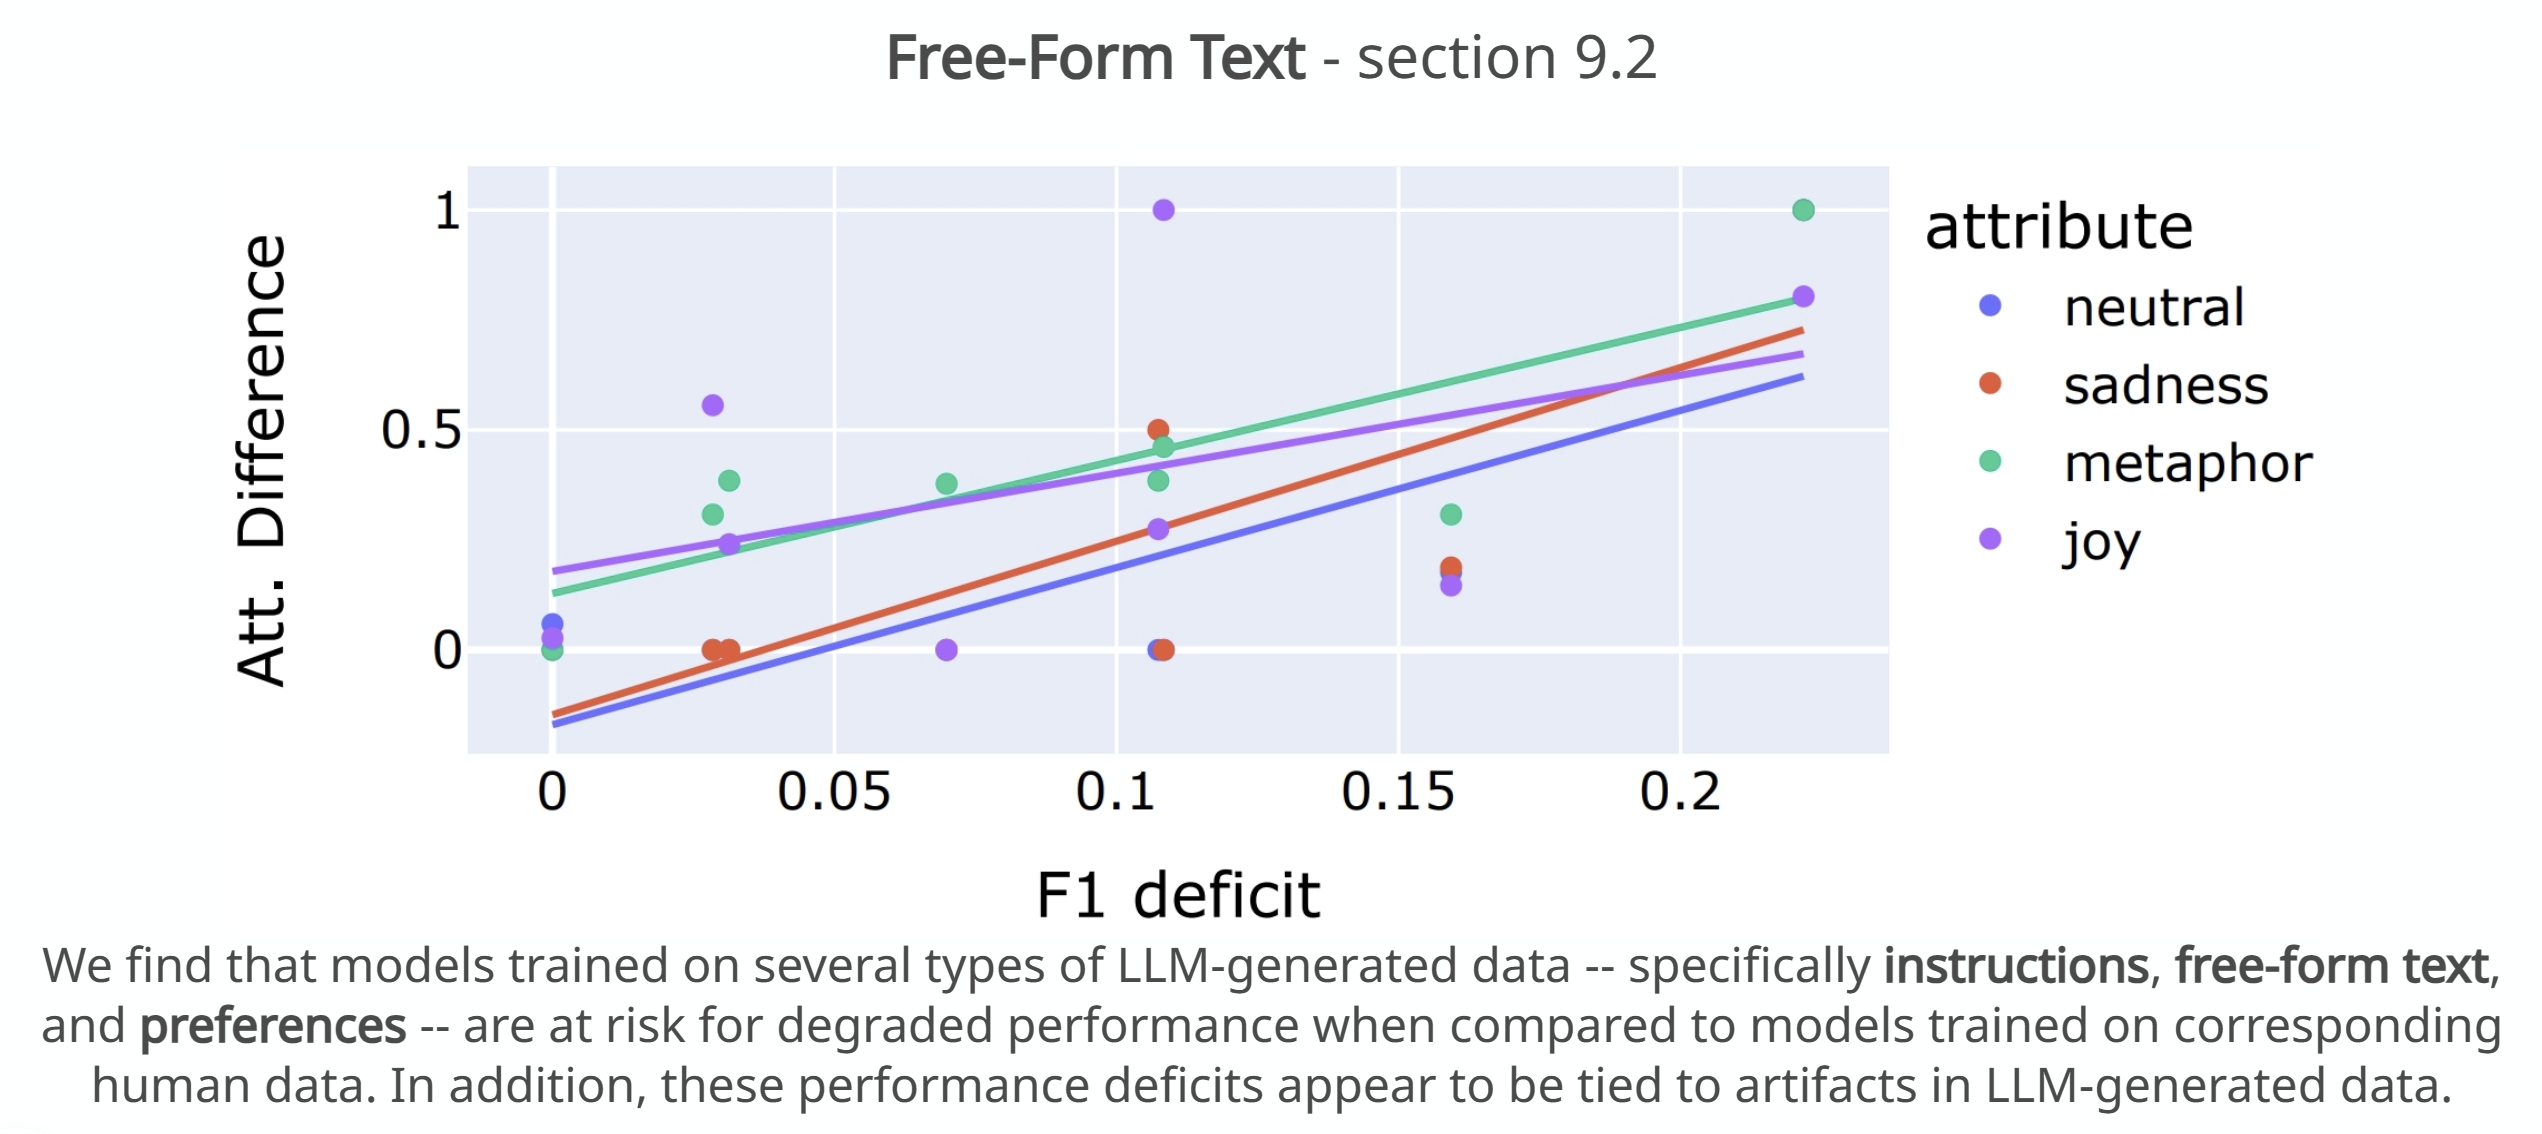 Free-Form Text - section 9.2
1
0.5
0
Att. Difference
0
0.05
0.1
0.15
0.2
F1 deficit
attribute
neutral
sadness
metaphor
joy
We find that models trained on several types of LLM-generated data -- specifically instructions, free-form text,
and preferences -- are at risk for degraded performance when compared to models trained on corresponding
human data. In addition, these performance deficits appear to be tied to artifacts in LLM-generated data.